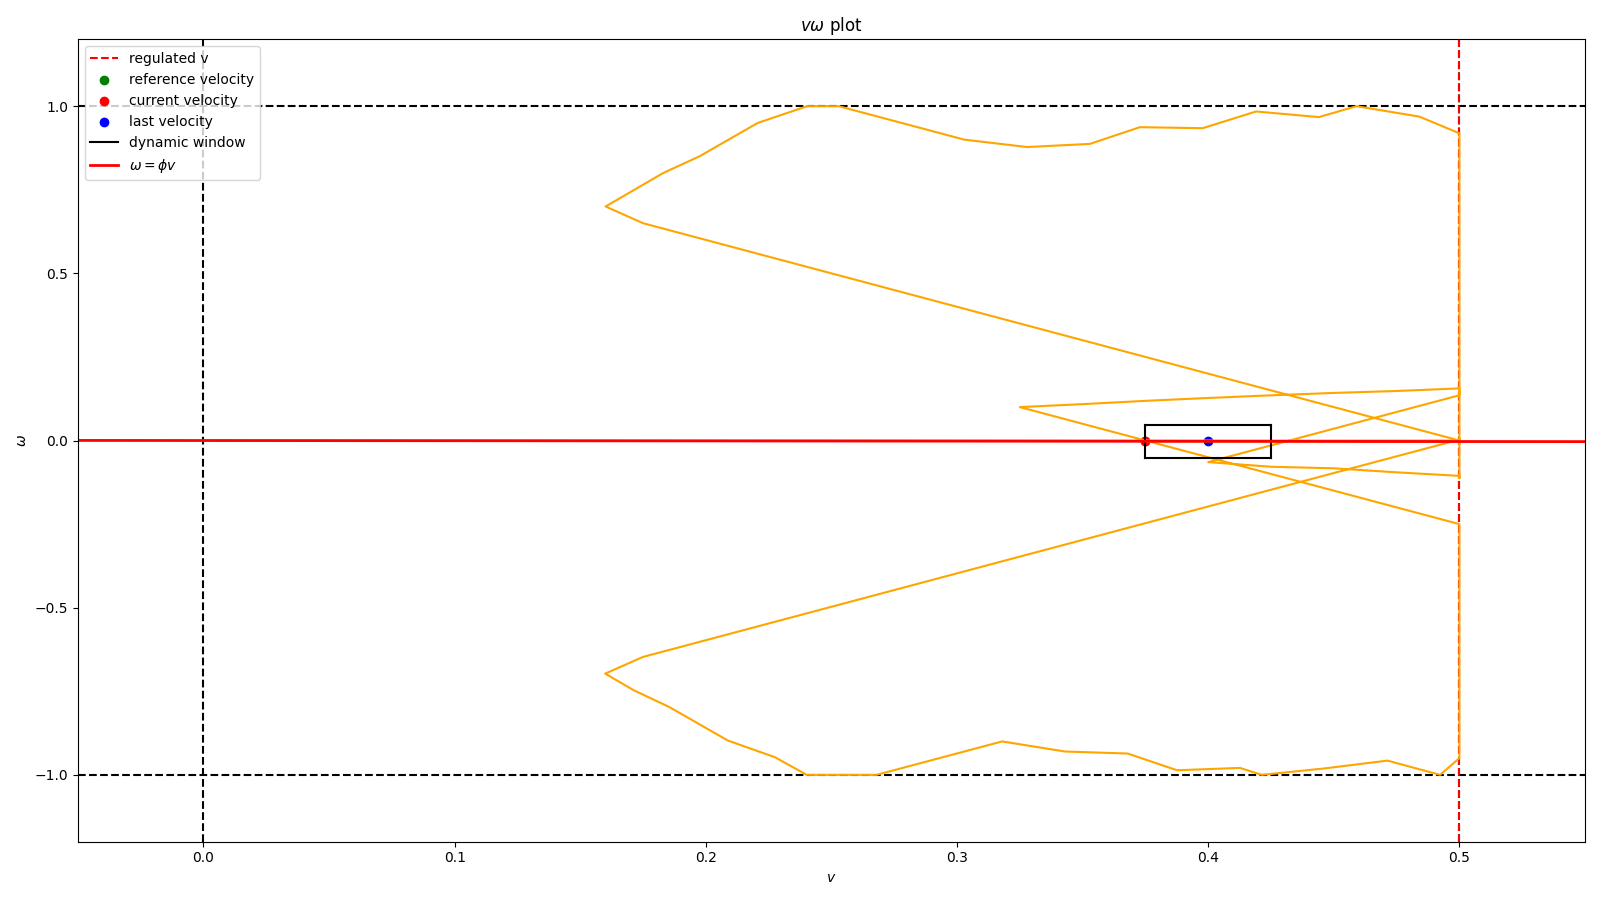 vω plot
regulated v
reference velocity
current velocity
last velocity
dynamic window
ω = ϕv
1.0
0.5
0.0
−0.5
−1.0
ω
0.0 0.1 0.2 0.3 0.4 0.5
v